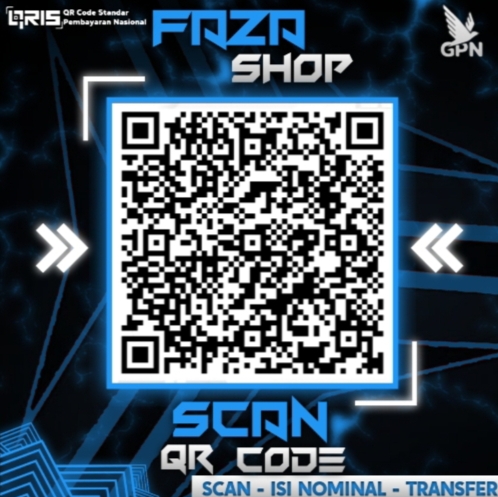 QRIS QR Code Standar
Pembayaran Nasional
GPN
FAZA
SHOP
SCAN
QR CODE
SCAN - ISI NOMINAL - TRANSFER